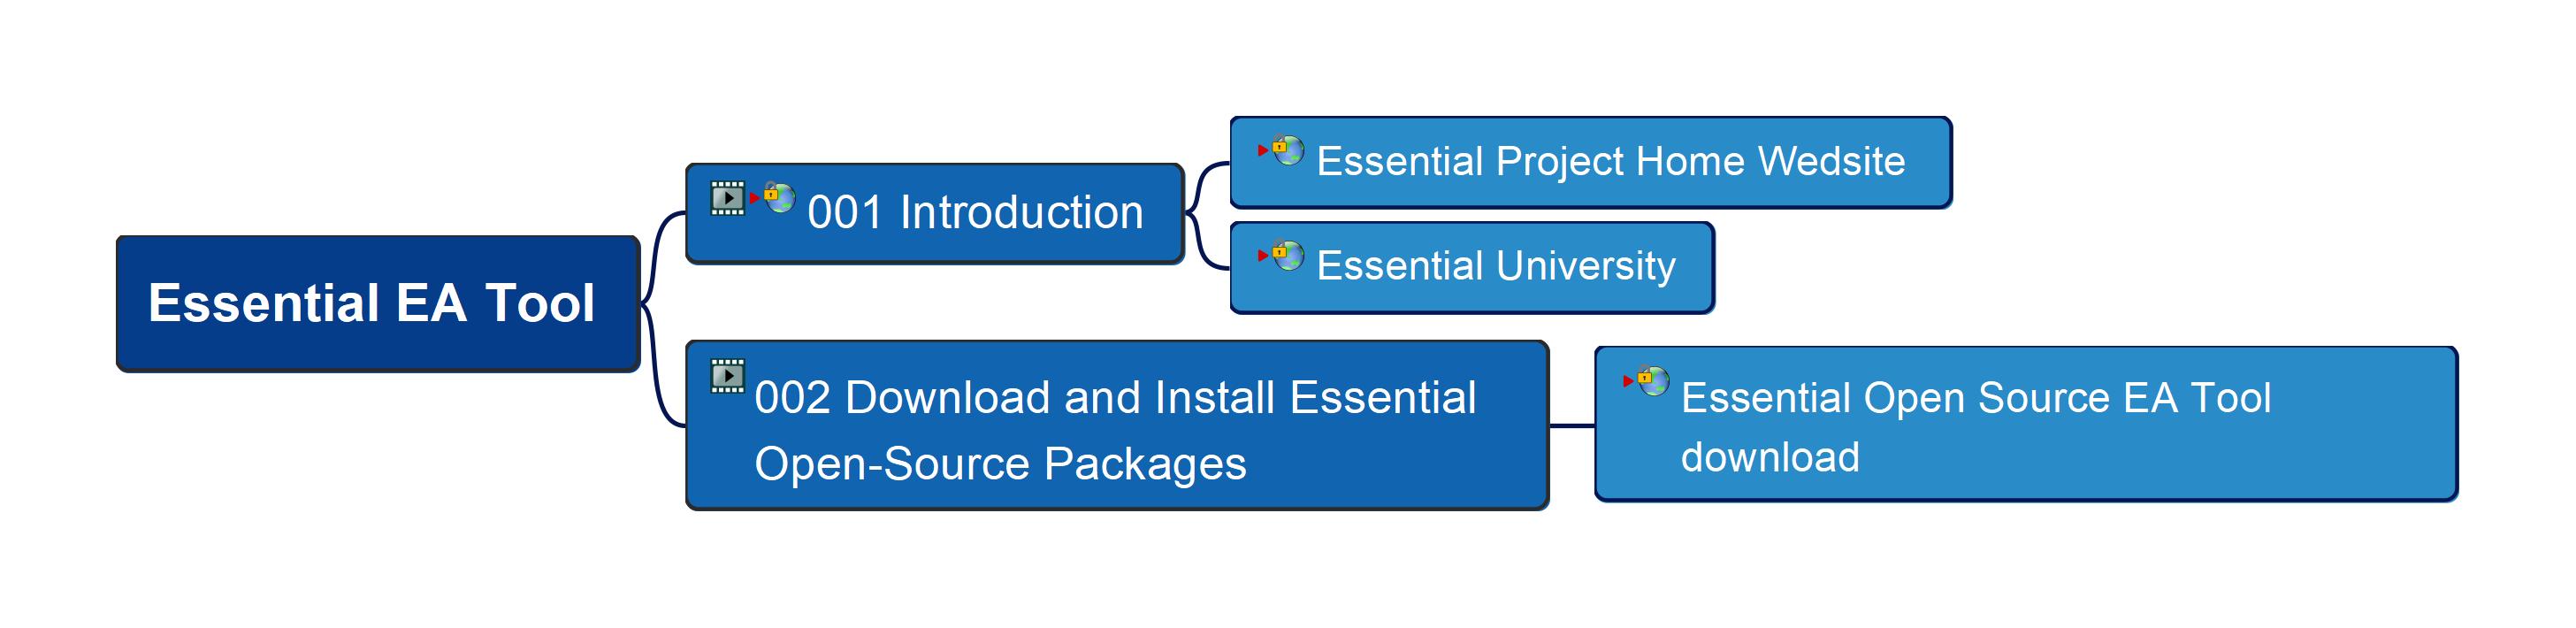 Essential EA Tool
001 Introduction
Essential Project Home Wedsite
Essential University
002 Download and Install Essential
Open-Source Packages
Essential Open Source EA Tool
download